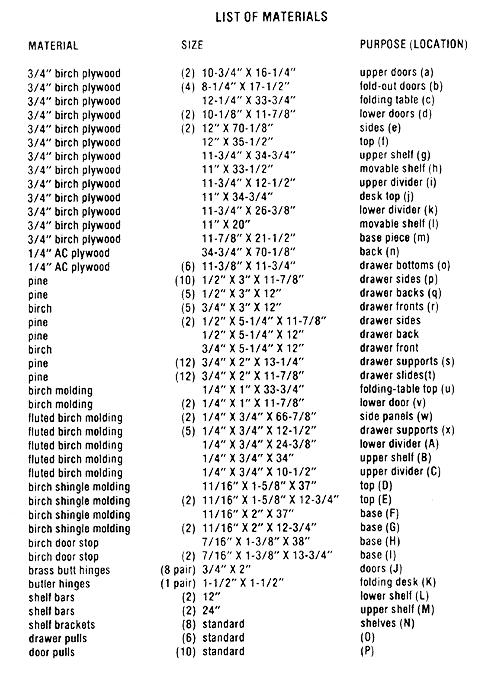 LIST OF MATERIALS
MATERIAL SIZE PURPOSE (LOCATION)
3/4" birch plywood (2) 10-3/4" X 16-1/4" upper doors (a)
3/4" birch plywood (4) 8-1/4" X 17-1/2" fold-out doors (b)
3/4" birch plywood 12-1/4" X 33-3/4" folding table (c)
3/4" birch plywood (2) 10-1/8" X 11-7/8" lower doors (d)
3/4" birch plywood (2) 12" X 70-1/8" sides (e)
3/4" birch plywood 12" X 35-1/2" top (f)
3/4" birch plywood 11-3/4" X 34-3/4" upper shelf (g)
3/4" birch plywood 11" X 33-1/2" movable shelf (h)
3/4" birch plywood 11-3/4" X 12-1/2" upper divider (i)
3/4" birch plywood 11" X 34-3/4" desk top (j)
3/4" birch plywood 11-3/4" X 26-3/8" lower divider (k)
3/4" birch plywood 11" X 20" movable shelf (l)
3/4" birch plywood 11-7/8" X 21-1/2" base piece (m)
1/4" AC plywood 34-3/4" X 70-1/8" back (n)
1/4" AC plywood (6) 11-3/8" X 11-3/4" drawer bottoms (o)
pine (10) 1/2" X 3" X 11-7/8" drawer sides (p)
pine (5) 1/2" X 3" X 12" drawer backs (q)
birch (5) 3/4" X 3" X 12" drawer fronts (r)
pine (2) 1/2" X 5-1/4" X 11-7/8" drawer sides
pine 1/2" X 5-1/4" X 12" drawer back
birch 3/4" X 5-1/4" X 12" drawer front
pine (12) 3/4" X 2" X 13-1/4" drawer supports (s)
pine (12) 3/4" X 2" X 11-7/8" drawer slides(t)
birch molding 1/4" X 1" X 33-3/4" folding-table top (u)
birch molding (2) 1/4" X 1" X 11-7/8" lower door (v)
fluted birch molding (2) 1/4" X 3/4" X 66-7/8" side panels (w)
fluted birch molding (5) 1/4" X 3/4" X 12-1/2" drawer supports (x)
fluted birch molding 1/4" X 3/4" X 24-3/8" lower divider (A)
fluted birch molding 1/4" X 3/4" X 34" upper shelf (B)
fluted birch molding 1/4" X 3/4" X 10-1/2" upper divider (C)
birch shingle molding 11/16" X 1-5/8" X 37" top (D)
birch shingle molding (2) 11/16" X 1-5/8" X 12-3/4" top (E)
birch shingle molding 11/16" X 2" X 37" base (F)
birch shingle molding (2) 11/16" X 2" X 12-3/4" base (G)
birch door stop 7/16" X 1-3/8" X 38" base (H)
birch door stop (2) 7/16" X 1-3/8" X 13-3/4" base (I)
brass butt hinges (8 pair) 3/4" X 2" doors (J)
butler hinges (1 pair) 1-1/2" X 1-1/2" folding desk (K)
shelf bars (2) 12" lower shelf (L)
shelf bars (2) 24" upper shelf (M)
shelf brackets (8) standard shelves (N)
drawer pulls (6) standard (O)
door pulls (10) standard (P)